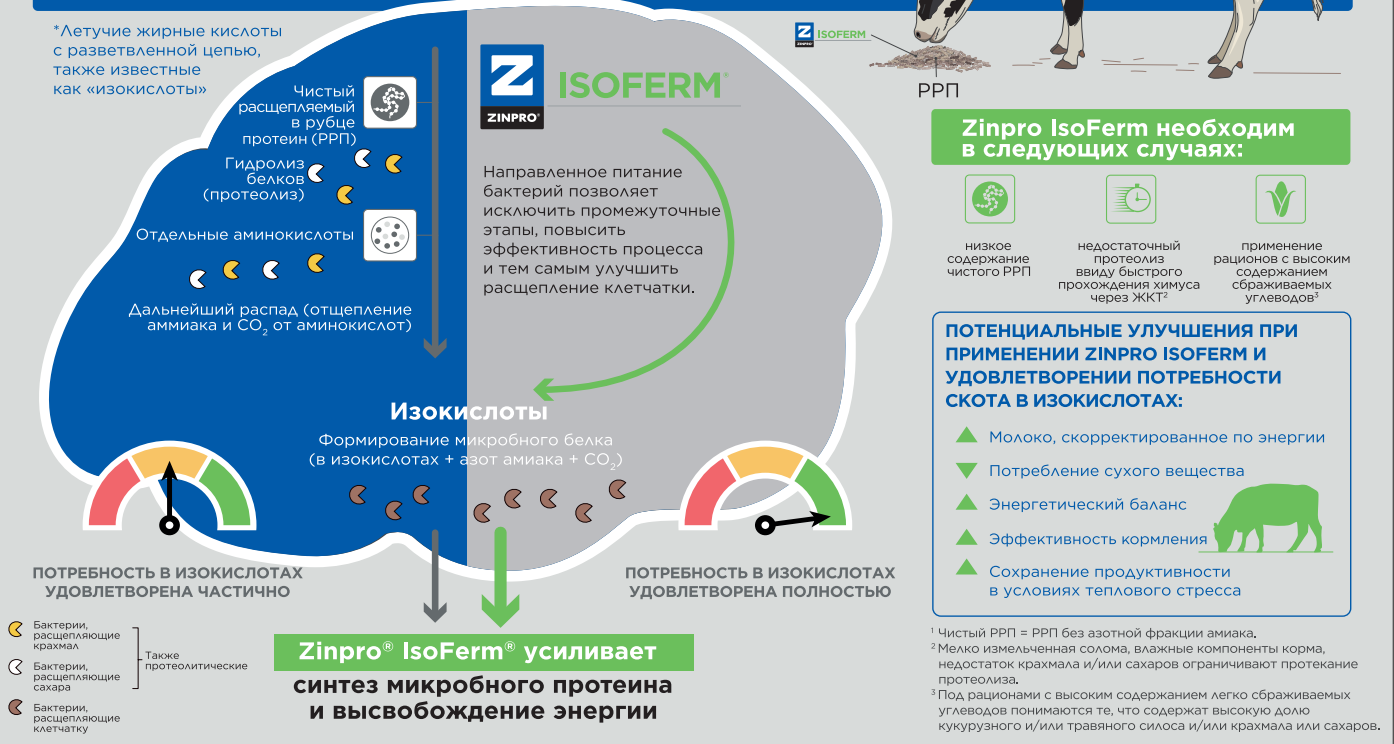 *Летучие жирные кислоты
с разветвленной цепью,
также известные
как «изокислоты»
Чистый
расщепляемый
в рубце
протеин (РРП)
Гидролиз
белков
(протеолиз)
Отдельные аминокислоты
Дальнейший распад (отщепление
аммиака и CO2 от аминокислот)
Z
ZINPRO®
ISOFERM®
Направленное питание
бактерий позволяет
исключить промежуточные
этапы, повысить
эффективность процесса
и тем самым улучшить
расщепление клетчатки.
Изокислоты
Формирование микробного белка
(в изокислотах + азот амиака + CO2)
ПОТРЕБНОСТЬ В ИЗОКИСЛОТАХ
УДОВЛЕТВОРЕНА ЧАСТИЧНО
ПОТРЕБНОСТЬ В ИЗОКИСЛОТАХ
УДОВЛЕТВОРЕНА ПОЛНОСТЬЮ
Бактерии,
расщепляющие
крахмал
Бактерии,
расщепляющие
сахара
Также
протеолитические
Бактерии,
расщепляющие
клетчатку
Zinpro® IsoFerm® усиливает
синтез микробного протеина
и высвобождение энергии
Z
ZINPRO®
ISOFERM
РРП
Zinpro IsoFerm необходим
в следующих случаях:
низкое
содержание
чистого РРП
недостаточный
протеолиз
ввиду быстрого
прохождения химуса
через ЖКТ²
применение
рационов с высоким
содержанием
сбраживаемых
углеводов³
ПОТЕНЦИАЛЬНЫЕ УЛУЧШЕНИЯ ПРИ
ПРИМЕНЕНИИ ZINPRO ISOFERM И
УДОВЛЕТВОРЕНИИ ПОТРЕБНОСТИ
СКОТА В ИЗОКИСЛОТАХ:
Молоко, скорректированное по энергии
Потребление сухого вещества
Энергетический баланс
Эффективность кормления
Сохранение продуктивности
в условиях теплового стресса
¹ Чистый РРП = РРП без азотной фракции амиака.
² Мелко измельченная солома, влажные компоненты корма,
недостаток крахмала и/или сахаров ограничивают протекание
протеолиза.
³ Под рационами с высоким содержанием легко сбраживаемых
углеводов понимаются те, что содержат высокую долю
кукурузного и/или травяного силоса и/или крахмала или сахаров.